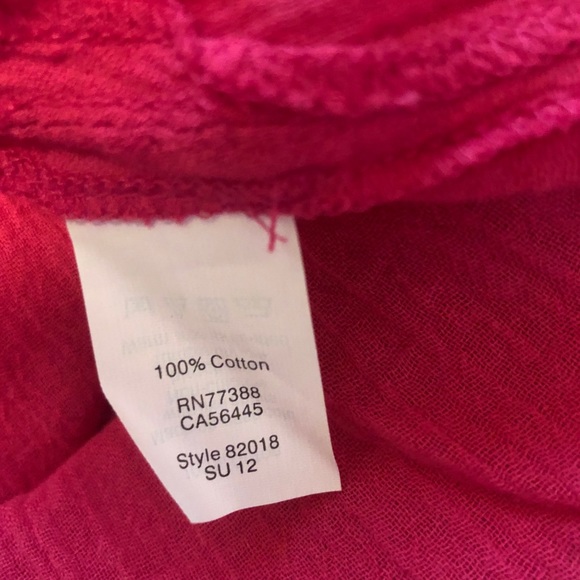 100% Cotton
RN77388
CA56445
Style 82018
SU 12